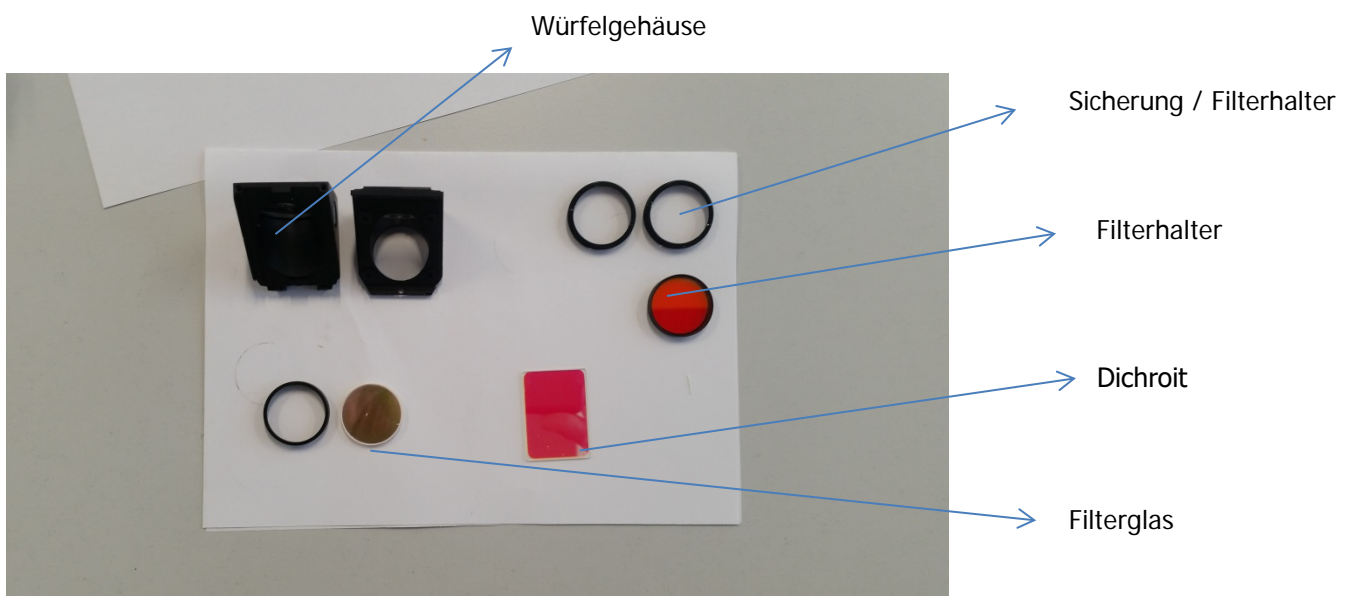 Würfelgehäuse
Sicherung / Filterhalter
Filterhalter
Dichroit
Filterglas